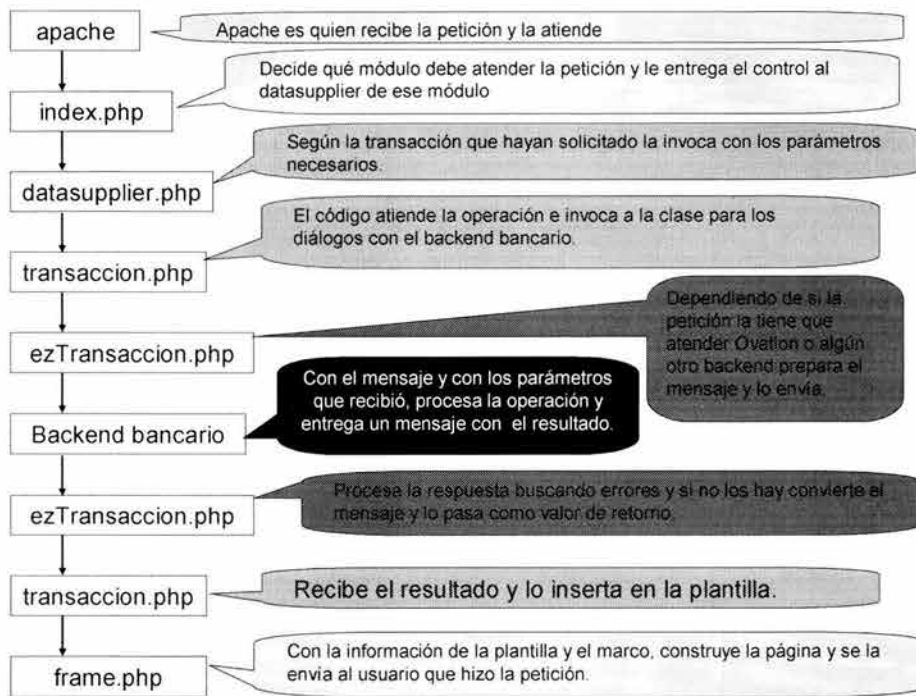 apache
Apache es quien recibe la petición y la atiende
index.php
Decide qué módulo debe atender la petición y le entrega el control al
datasupplier de ese módulo
datasupplier.php
Según la transacción que hayan solicitado la invoca con los parámetros
necesarios.
transaccion.php
El código atiende la operación e invoca a la clase para los
diálogos con el backend bancario.
ezTransaccion.php
Dependiendo de si la
petición la tiene que
atender Ovation o algún
otro backend prepara el
mensaje y lo envía.
Backend bancario
Con el mensaje y con los parámetros
que recibió, procesa la operación y
entrega un mensaje con el resultado.
ezTransaccion.php
Procesa la respuesta buscando errores y si no los hay convierte el
mensaje y lo pasa como valor de retorno.
transaccion.php
Recibe el resultado y lo inserta en la plantilla.
frame.php
Con la información de la plantilla y el marco, construye la página y se la
envía al usuario que hizo la petición.